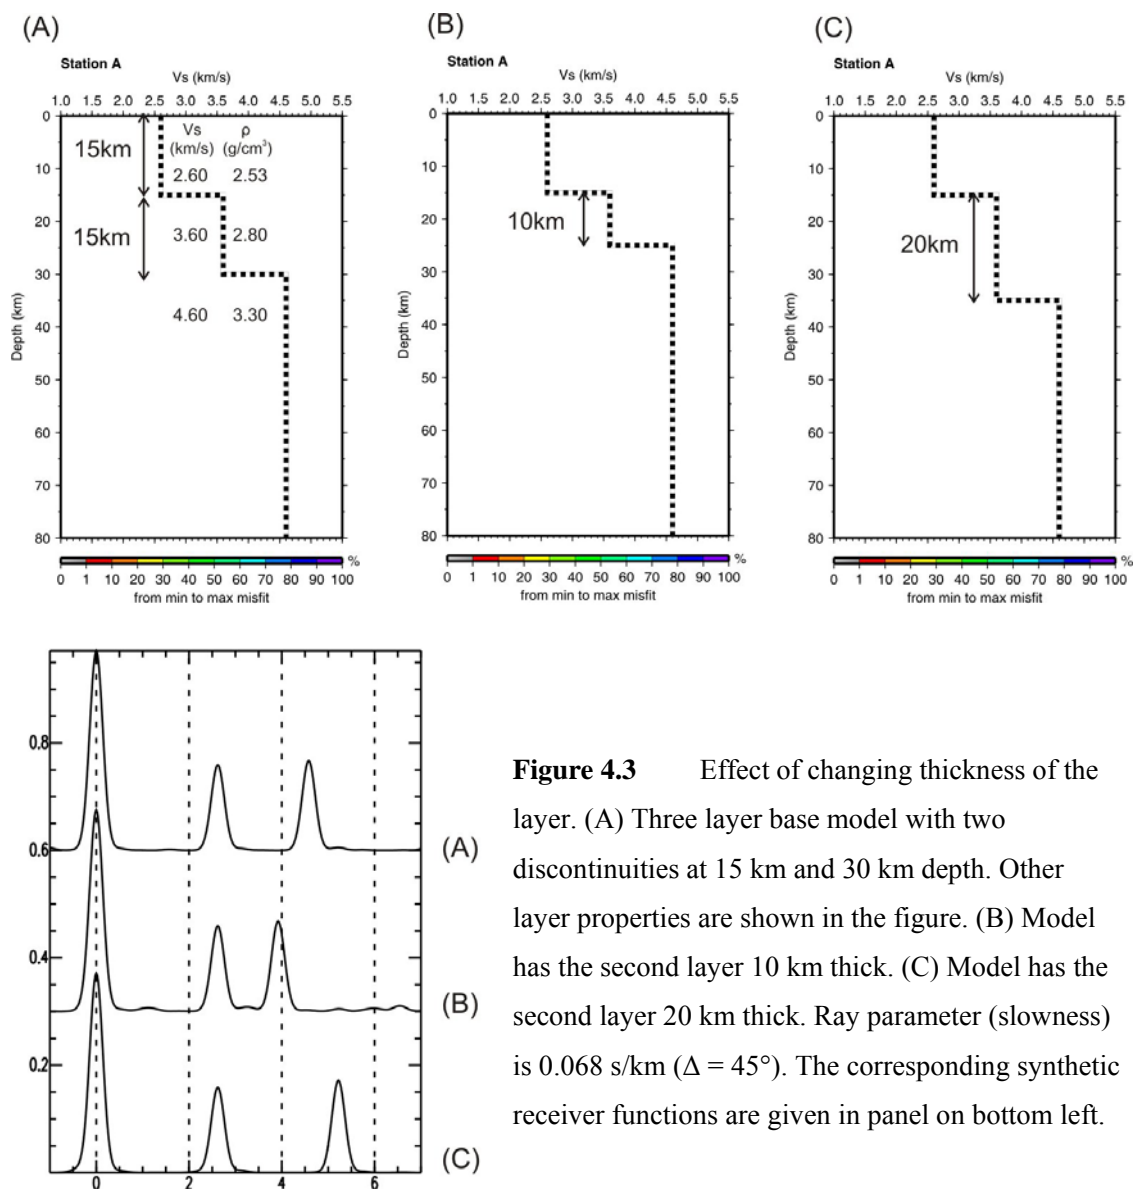 (A)
Station A
Vs (km/s)
1.0 1.5 2.0 2.5 3.0 3.5 4.0 4.5 5.0 5.5
0
10
20
30
40
50
60
70
80
Depth (km)
15km
15km
Vs ρ
(km/s) (g/cm³)
2.60 2.53
3.60 2.80
4.60 3.30
%
0 1 10 20 30 50 60 70 80 90 100
from min to max misfit
(B)
Station A
Vs (km/s)
1.0 1.5 2.0 2.5 3.0 3.5 4.0 4.5 5.0 5.5
0
10
20
30
40
50
60
70
80
Depth (km)
10km
%
0 1 10 20 30 50 60 70 80 90 100
from min to max misfit
(C)
Station A
Vs (km/s)
1.0 1.5 2.0 2.5 3.0 3.5 4.0 4.5 5.0 5.5
0
10
20
30
40
50
60
70
80
Depth (km)
20km
%
0 1 10 20 30 50 60 70 80 90 100
from min to max misfit
0.8
0.6
0.4
0.2
0 2 4 6
(A)
(B)
(C)
Figure 4.3 Effect of changing thickness of the
layer. (A) Three layer base model with two
discontinuities at 15 km and 30 km depth. Other
layer properties are shown in the figure. (B) Model
has the second layer 10 km thick. (C) Model has the
second layer 20 km thick. Ray parameter (slowness)
is 0.068 s/km (Δ = 45°). The corresponding synthetic
receiver functions are given in panel on bottom left.